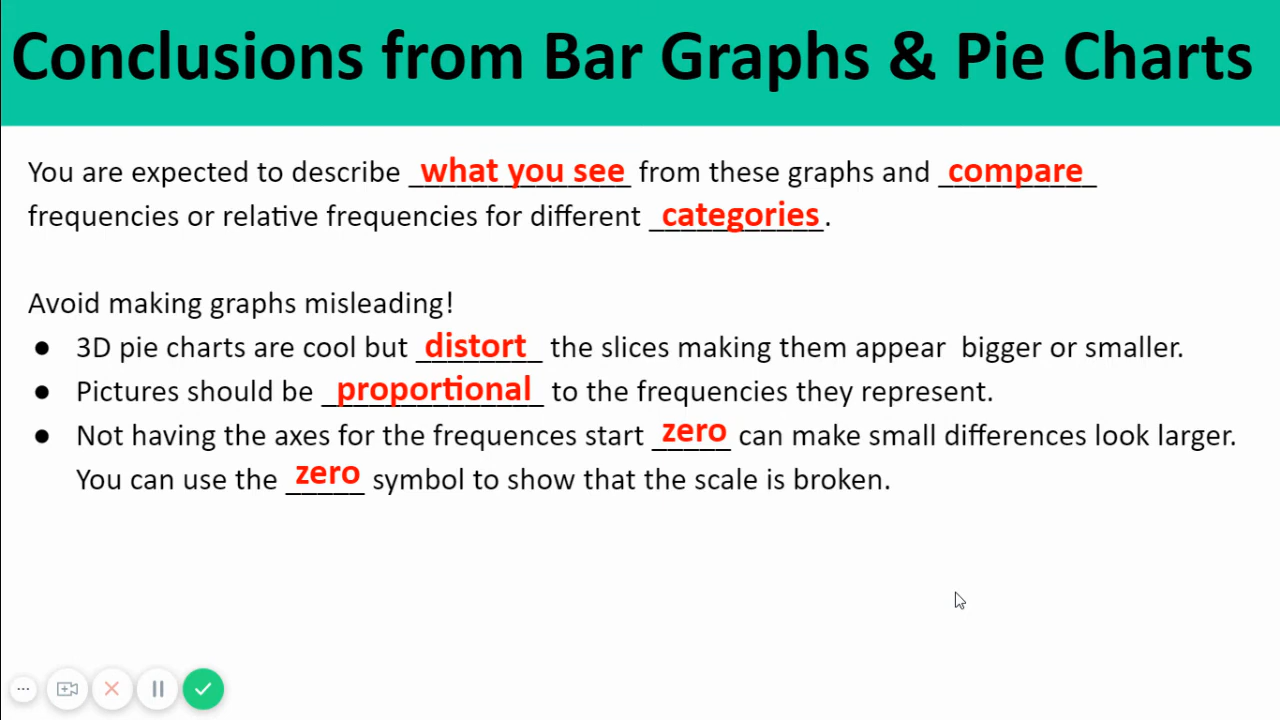 Conclusions from Bar Graphs & Pie Charts
You are expected to describe what you see from these graphs and compare
frequencies or relative frequencies for different categories.
Avoid making graphs misleading!
● 3D pie charts are cool but distort the slices making them appear bigger or smaller.
● Pictures should be proportional to the frequencies they represent.
● Not having the axes for the frequences start zero can make small differences look larger.
You can use the zero symbol to show that the scale is broken.